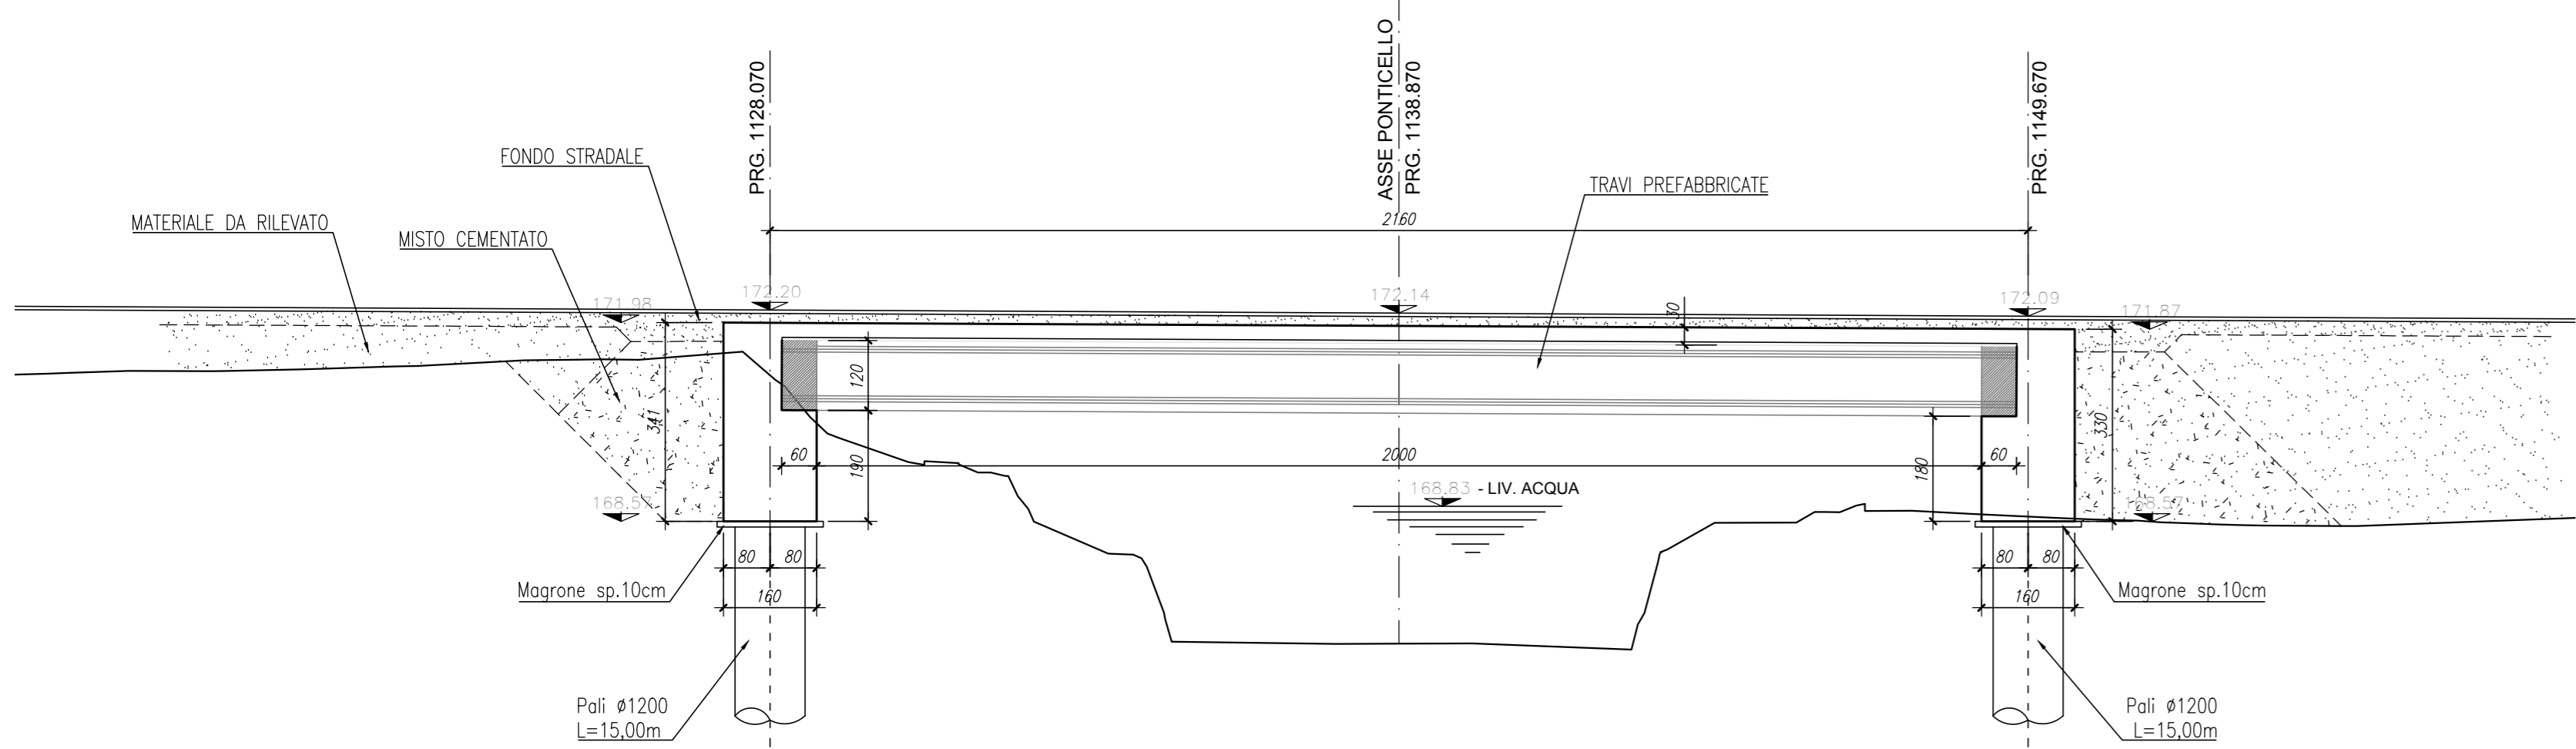 ASSE PONTICELLO
PRG. 1138.870
PRG. 1128.070
PRG. 1149.670
FONDO STRADALE
TRAVI PREFABBRICATE
MATERIALE DA RILEVATO
MISTO CEMENTATO
2160
171.98
172.20
172.14
30
172.09
171.87
120
341
330
60
190
2000
180
60
168.83 - LIV. ACQUA
168.57
168.57
80
80
80
80
Magrone sp.10cm
160
160
Magrone sp.10cm
Pali ø1200
L=15,00m
Pali ø1200
L=15,00m